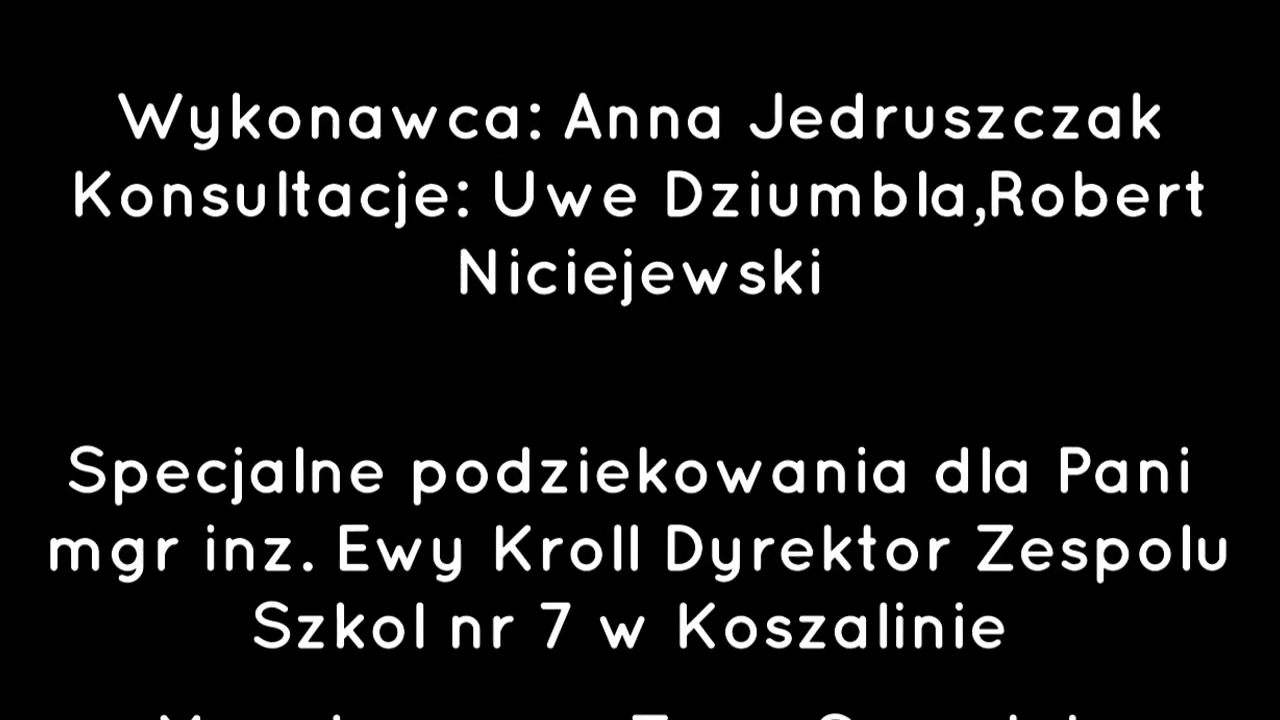 Wykonawca: Anna Jedruszczak
Konsultacje: Uwe Dziumbla,Robert
Niciejewski
Specjalne podziekowania dla Pani
mgr inz. Ewy Kroll Dyrektor Zespolu
Szkol nr 7 w Koszalinie